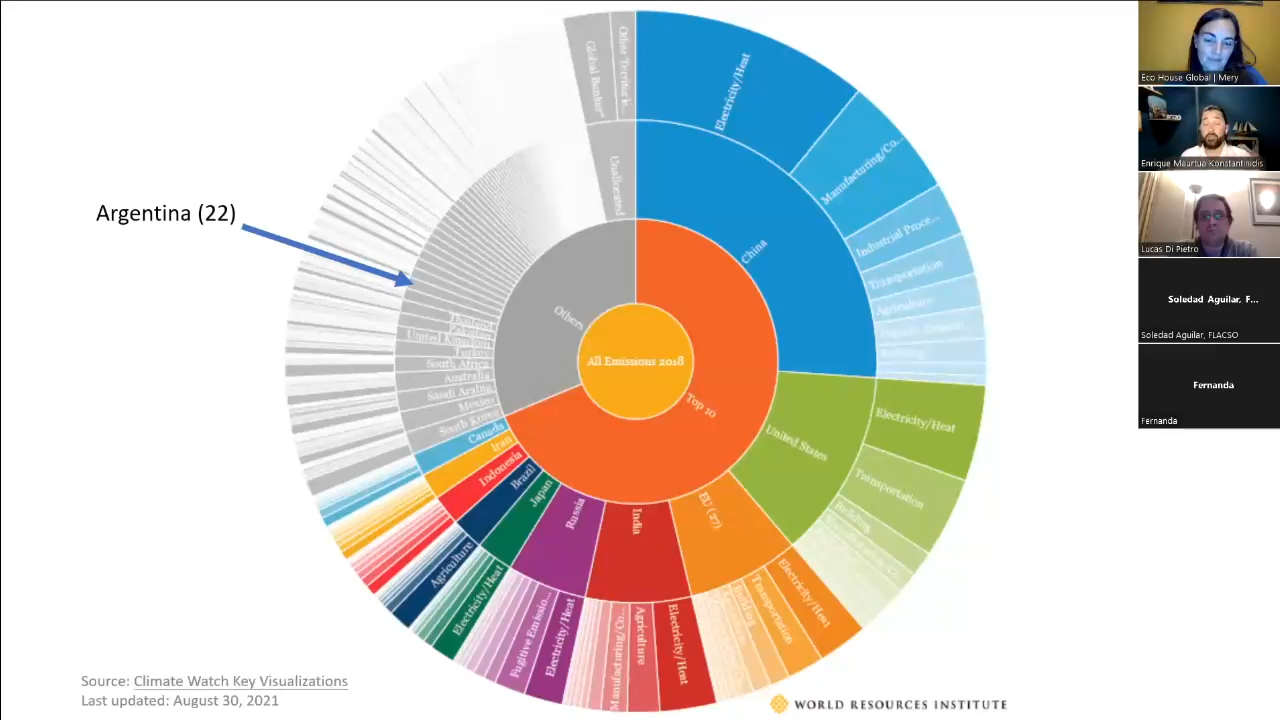 Global Bunker
Other Territorie...
Unallocated
Electricity/Heat
Manufacturing/Co...
Industrial Proce...
Transportation
Agriculture
China
Argentina (22)
Others
All Emissions 2018
Top 10
Thailand
Pakistan
United Kingdom
Turkey
South Africa
Australia
Saudi Arabia
Mexico
South Korea
Canada
Iran
Indonesia
Brazil
Japan
Russia
India
EU (27)
United States
Electricity/Heat
Transportation
Building
Electricity/Heat
Transportation
Building
Electricity/Heat
Agriculture
Manufacturing/Co...
Electricity/Heat
Fugitive Emissio...
Electricity/Heat
Agriculture
Source: Climate Watch Key Visualizations
Last updated: August 30, 2021
WORLD RESOURCES INSTITUTE
Eco House Global | Mery
Enrique Maurtua Konstantinidis
Lucas Di Pietro
Soledad Aguilar, F...
Soledad Aguilar, FLACSO
Fernanda
Fernanda